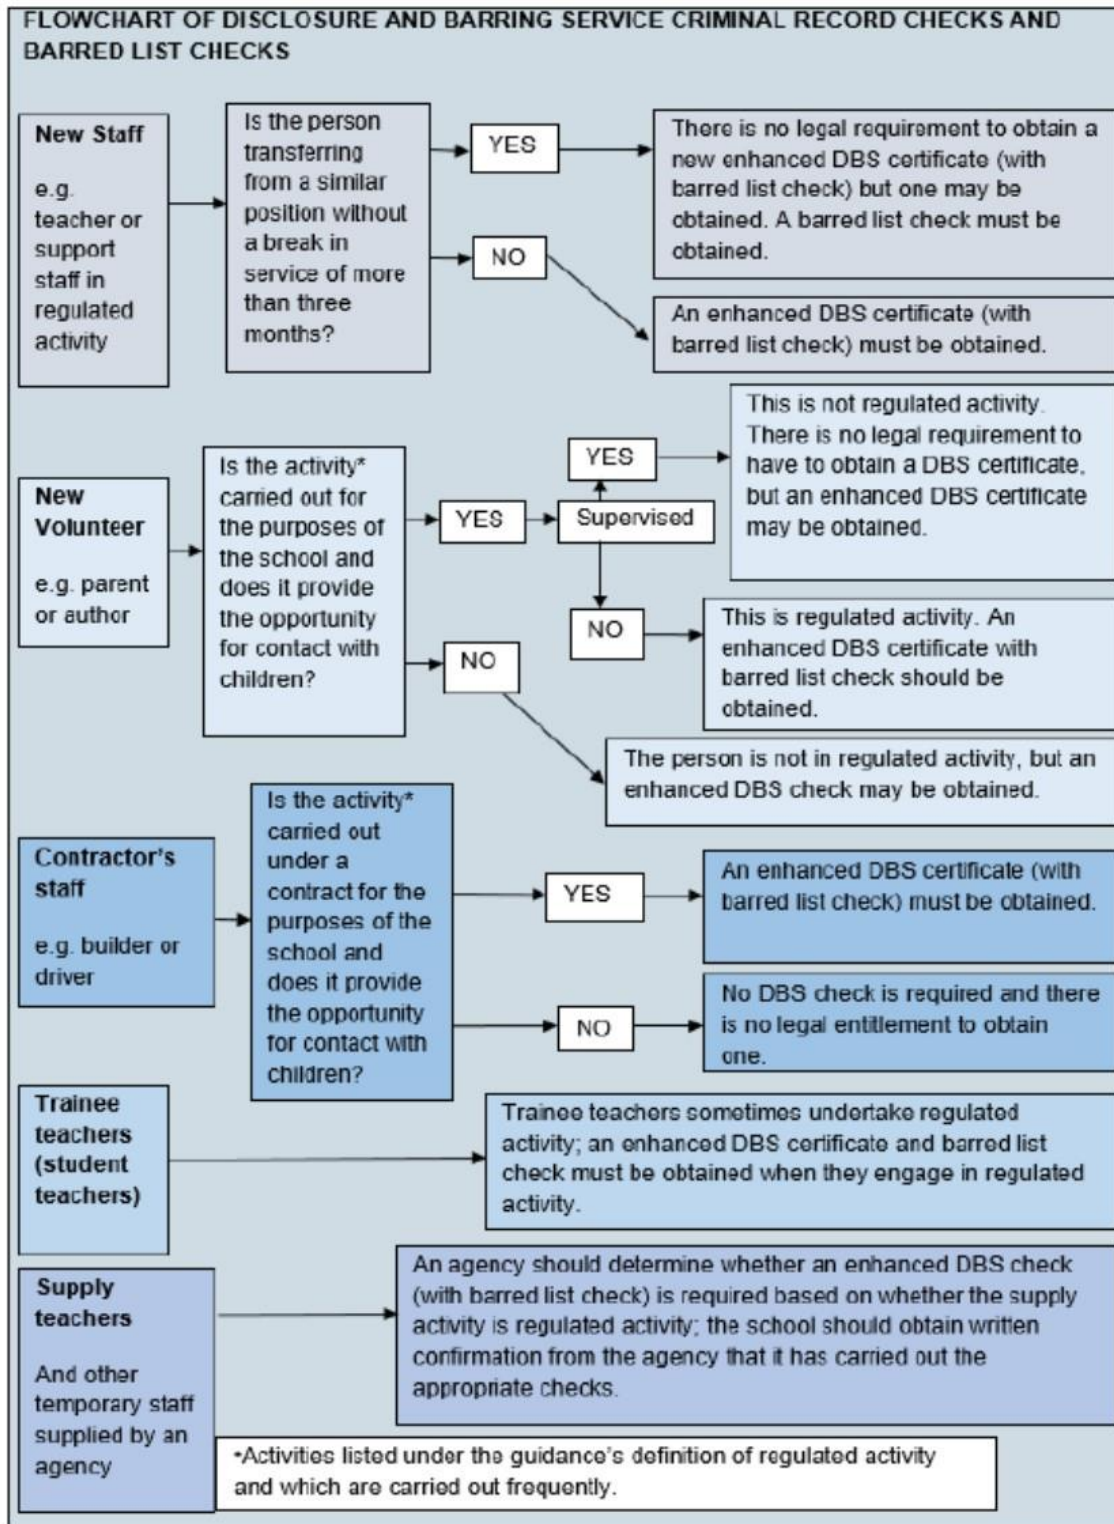 FLOWCHART OF DISCLOSURE AND BARRING SERVICE CRIMINAL RECORD CHECKS AND
BARRED LIST CHECKS
New Staff
e.g.
teacher or
support
staff in
regulated
activity
Is the person
transferring
from a similar
position without
a break in
service of more
than three
months?
YES
There is no legal requirement to obtain a
new enhanced DBS certificate (with
barred list check) but one may be
obtained. A barred list check must be
obtained.
NO
An enhanced DBS certificate (with
barred list check) must be obtained.
New
Volunteer
e.g. parent
or author
Is the activity*
carried out for
the purposes of
the school and
does it provide
the opportunity
for contact with
children?
YES
Supervised
YES
This is not regulated activity.
There is no legal requirement to
have to obtain a DBS certificate,
but an enhanced DBS certificate
may be obtained.
NO
This is regulated activity. An
enhanced DBS certificate with
barred list check should be
obtained.
NO
The person is not in regulated activity, but an
enhanced DBS check may be obtained.
Contractor's
staff
e.g. builder or
driver
Is the activity*
carried out
under a
contract for the
purposes of the
school and
does it provide
the opportunity
for contact with
children?
YES
An enhanced DBS certificate (with
barred list check) must be obtained.
NO
No DBS check is required and there
is no legal entitlement to obtain
one.
Trainee
teachers
(student
teachers)
Trainee teachers sometimes undertake regulated
activity; an enhanced DBS certificate and barred list
check must be obtained when they engage in regulated
activity.
Supply
teachers
And other
temporary staff
supplied by an
agency
An agency should determine whether an enhanced DBS check
(with barred list check) is required based on whether the supply
activity is regulated activity; the school should obtain written
confirmation from the agency that it has carried out the
appropriate checks.
*Activities listed under the guidance's definition of regulated activity
and which are carried out frequently.